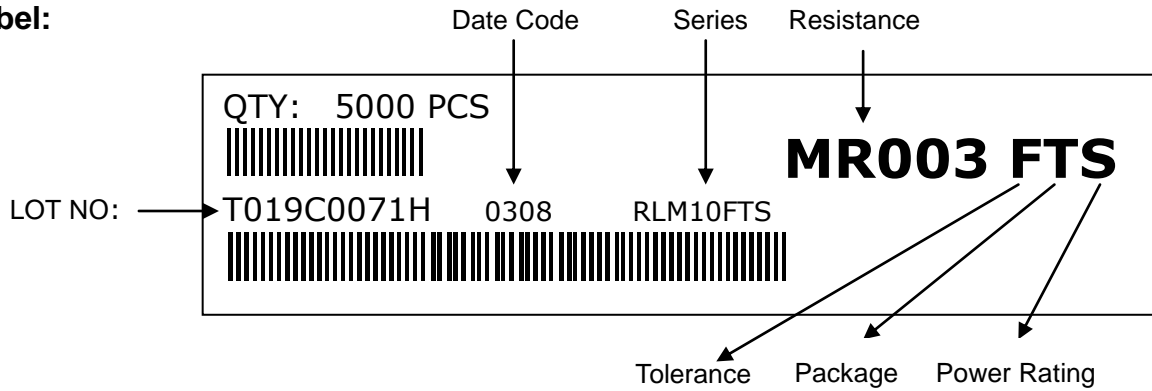 bel:
Date Code Series Resistance
QTY: 5000 PCS
MR003 FTS
LOT NO: T019C0071H 0308 RLM10FTS
Tolerance Package Power Rating